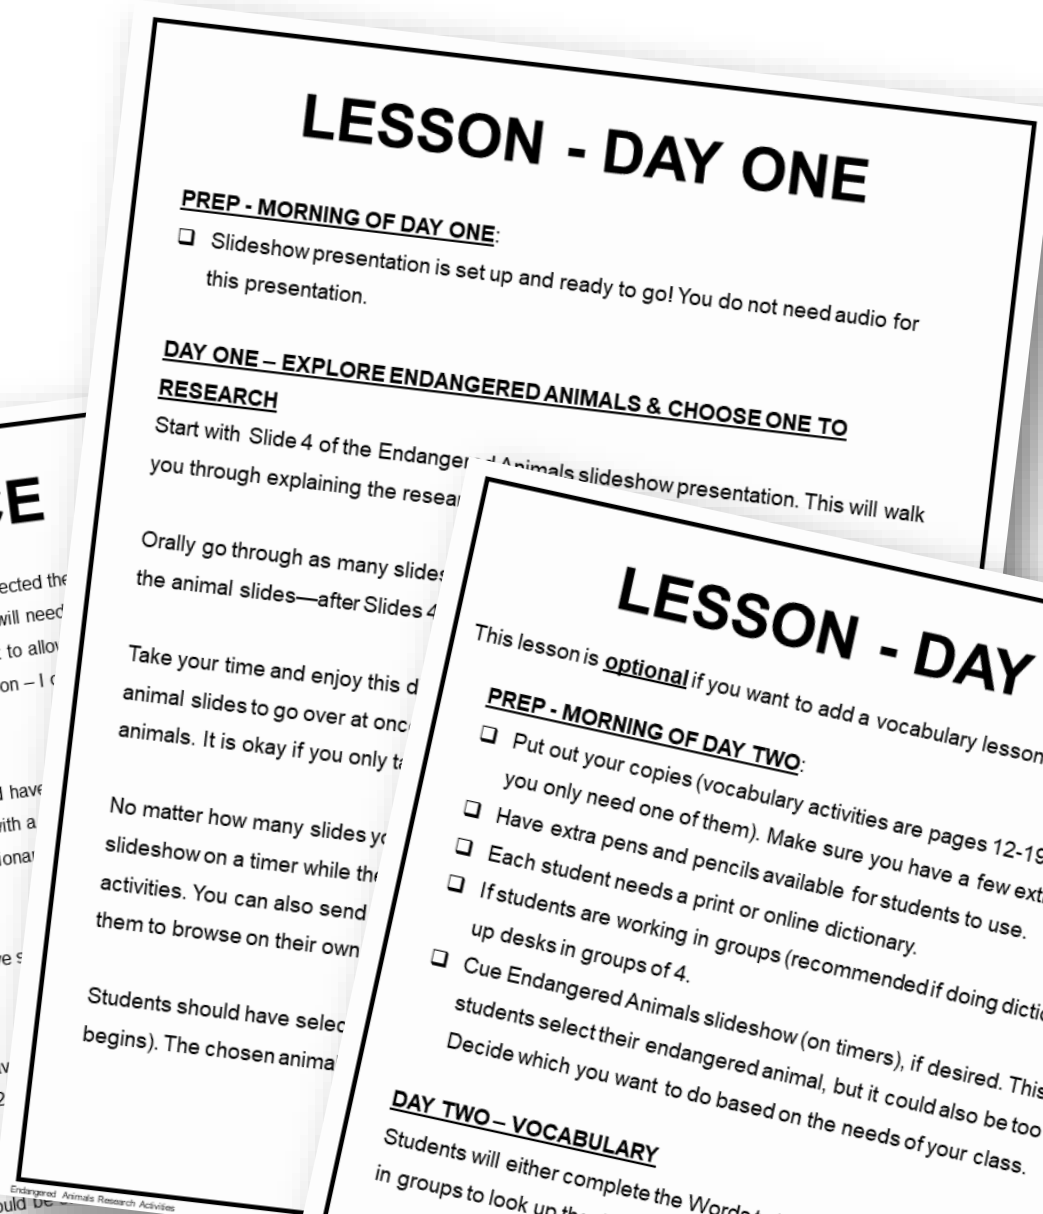 LESSON - DAY ONE
PREP - MORNING OF DAY ONE:
❑ Slideshow presentation is set up and ready to go! You do not need audio for
this presentation.
DAY ONE – EXPLORE ENDANGERED ANIMALS & CHOOSE ONE TO
RESEARCH
Start with Slide 4 of the Endangered Animals slideshow presentation. This will walk
you through explaining the
Orally go through as many slides
the animal slides—after Slides 4
Take your time and enjoy this
animal slides to go over at
animals. It is okay if you only
No matter how many slides
slideshow on a timer while
activities. You can also send
them to browse on their own
Students should have
begins). The chosen
Endangered Animals Research Activities
LESSON - DAY
This lesson is optional if you want to add a vocabulary lesson
PREP - MORNING OF DAY TWO:
❑ Put out your copies (vocabulary activities are pages 12-19
you only need one of them). Make sure you have a few
❑ Have extra pens and pencils available for students to use.
❑ Each student needs a print or online dictionary.
❑ If students are working in groups (recommended if doing
up desks in groups of 4.
❑ Cue Endangered Animals slideshow (on timers), if desired. This
students select their endangered animal, but it could also be too
Decide which you want to do based on the needs of your class.
DAY TWO – VOCABULARY
Students will either complete the
in groups to look up
CE
ected the
will need
to allow
on – I
have
with a
be